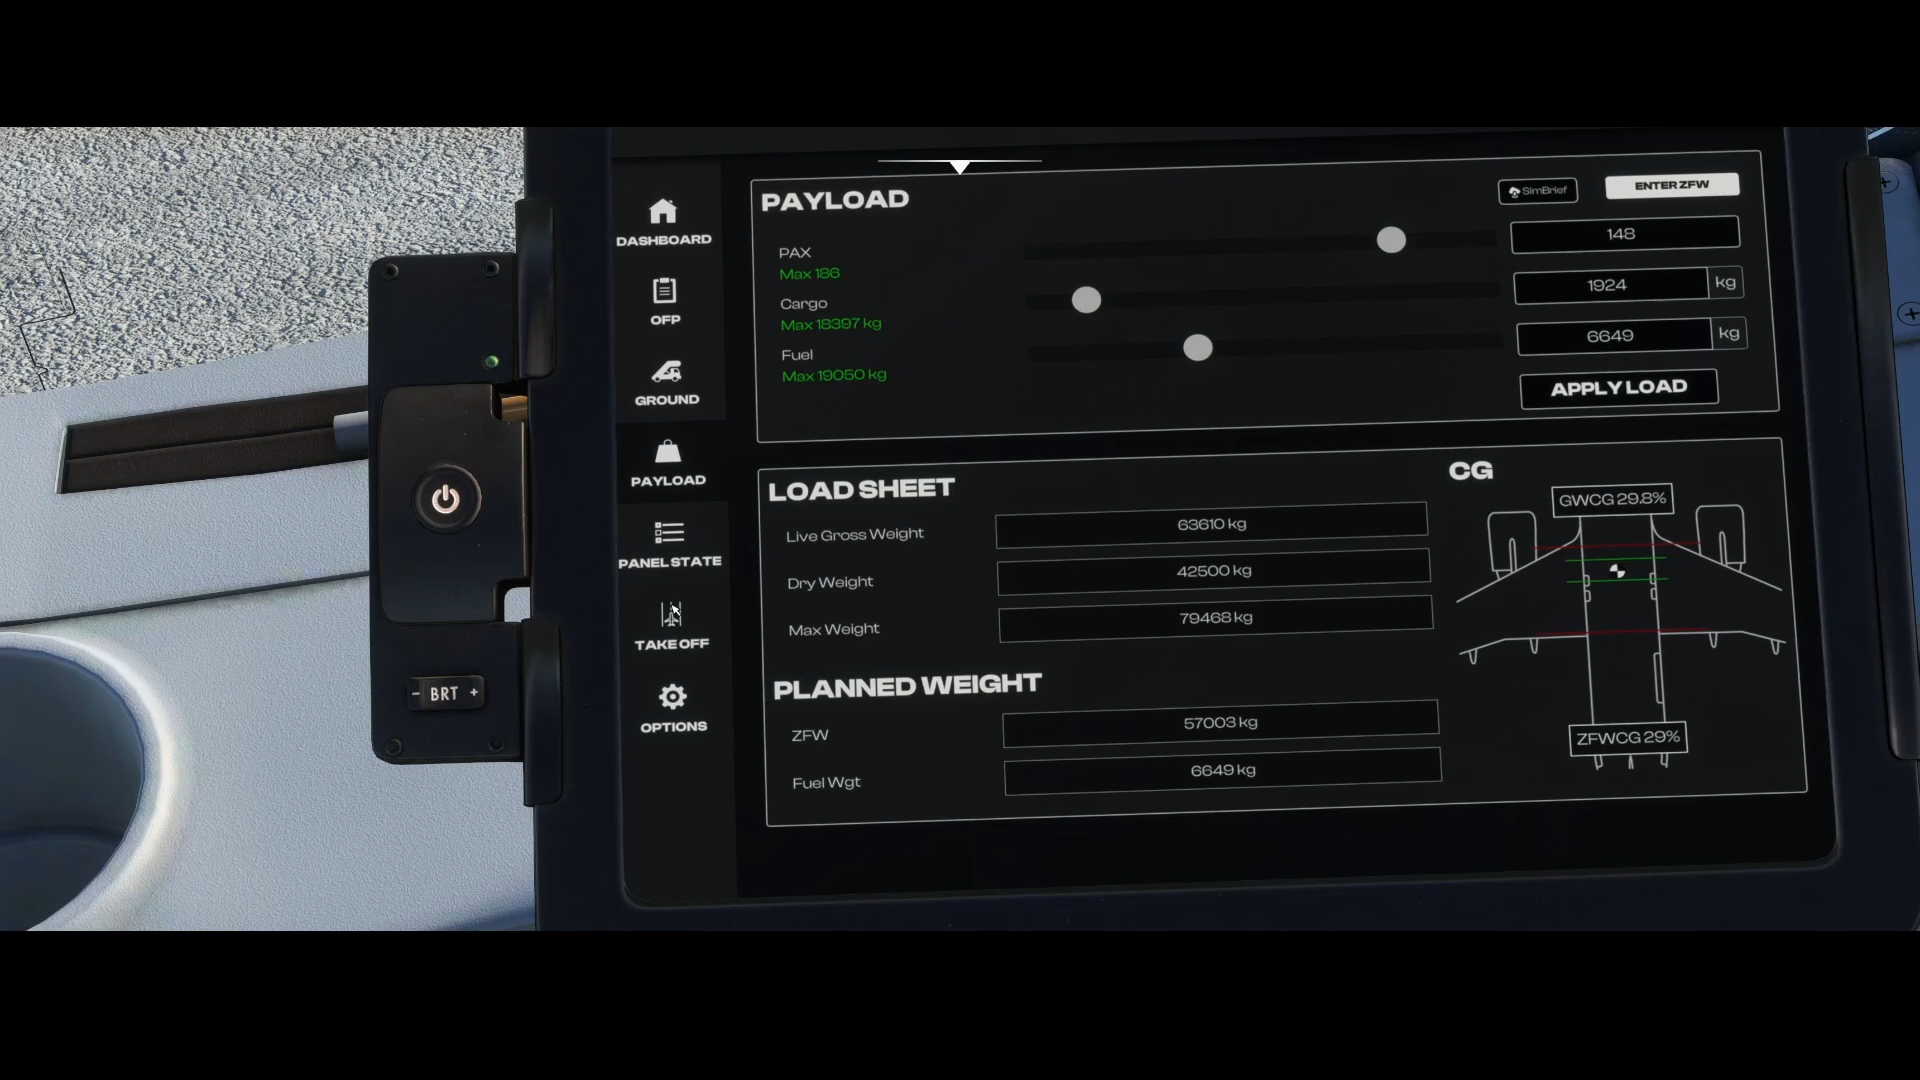 DASHBOARD
OFP
GROUND
PAYLOAD
PANEL STATE
TAKE OFF
OPTIONS
- BRT +
PAYLOAD
SimBrief
ENTER ZFW
PAX
Max 186
148
Cargo
Max 18397 kg
1924 kg
Fuel
Max 19050 kg
6649 kg
APPLY LOAD
LOAD SHEET
Live Gross Weight 63610 kg
Dry Weight 42500 kg
Max Weight 79468 kg
PLANNED WEIGHT
ZFW 57003 kg
Fuel Wgt 6649 kg
CG
GWCG 29.8%
ZFWCG 29%